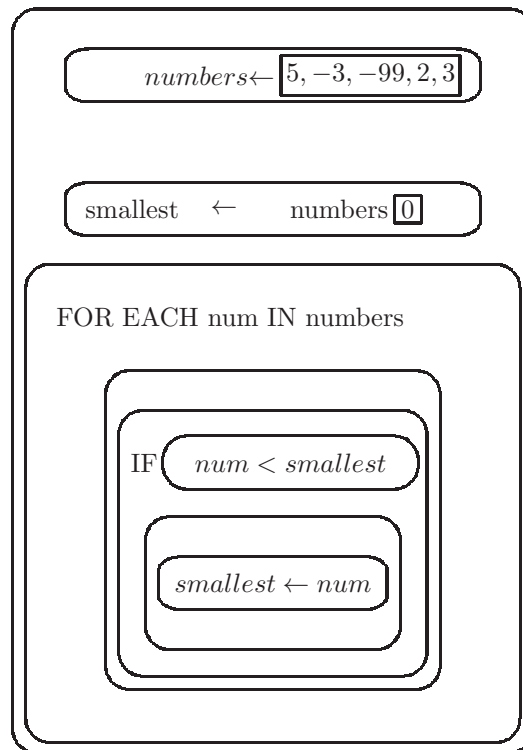 numbers← 5, −3, −99, 2, 3
smallest ← numbers 0
FOR EACH num IN numbers
IF num < smallest
smallest ← num